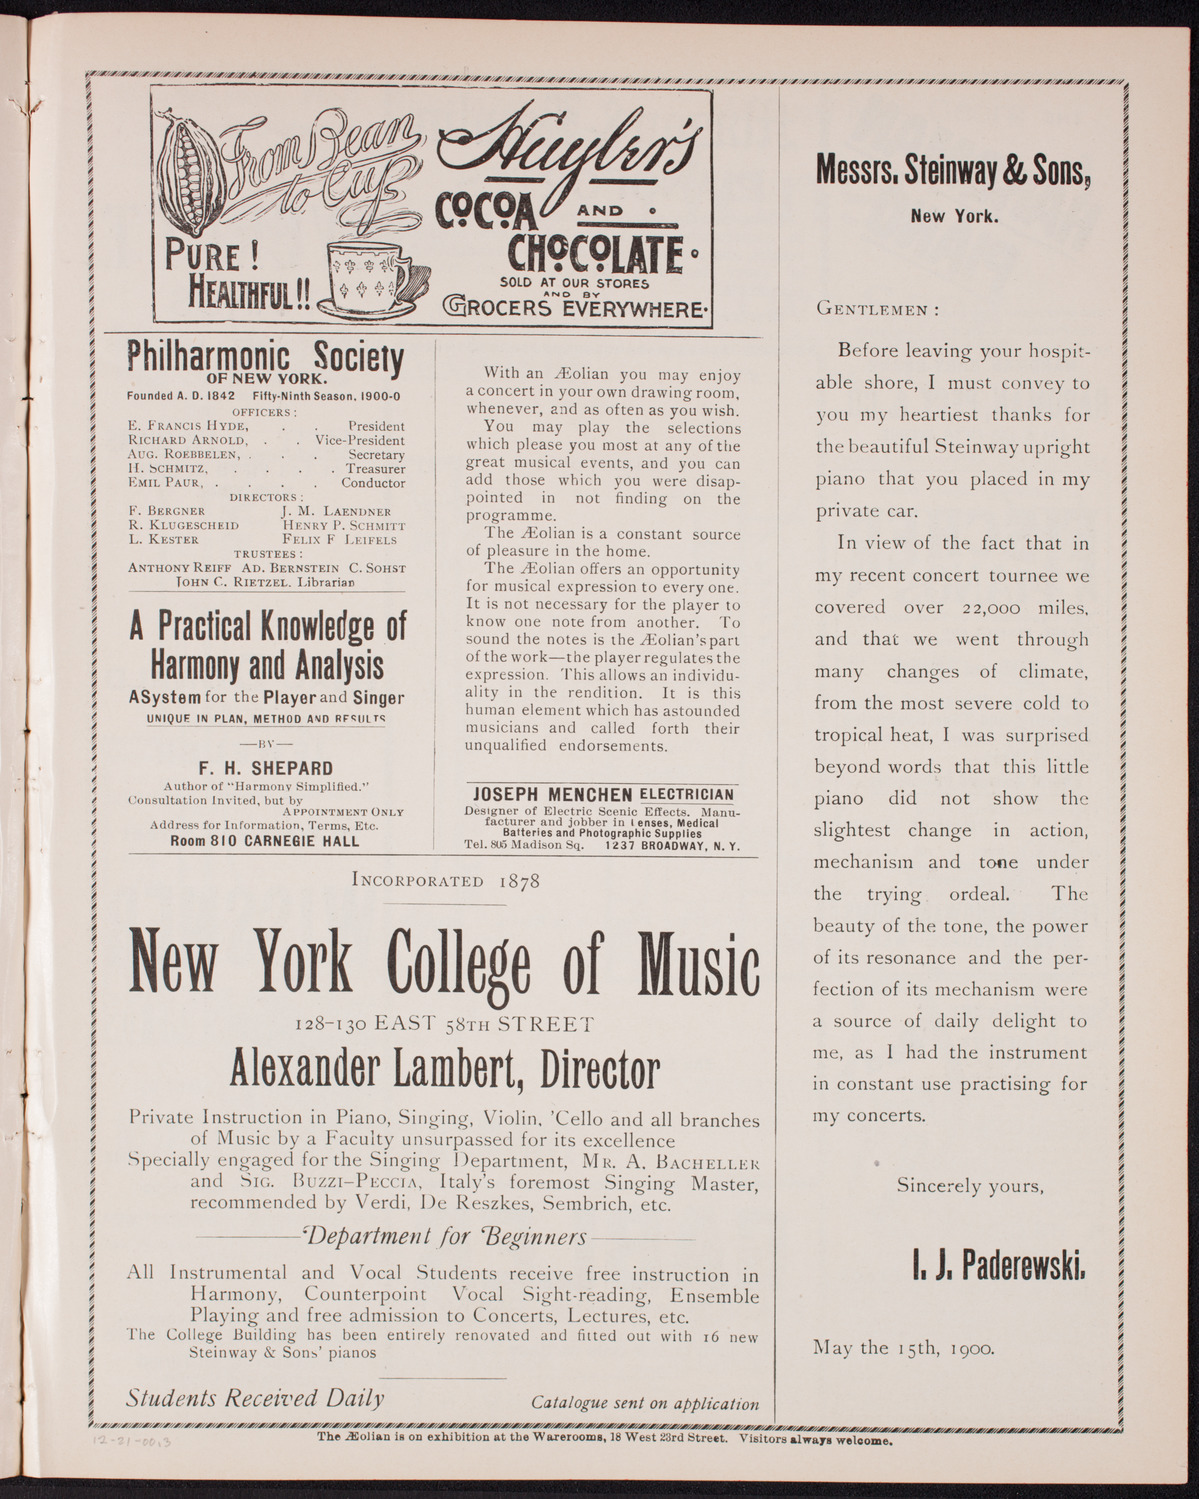 From Bean
to Cup
PURE!
HEALTHFUL!!
Huyler's
COCOA AND
CHOCOLATE
SOLD AT OUR STORES
AND BY
GROCERS EVERYWHERE
Philharmonic Society
OF NEW YORK.
Founded A. D. 1842 Fifty-Ninth Season, 1900-0
OFFICERS:
E. FRANCIS HYDE, . . President
RICHARD ARNOLD, . . Vice-President
AUG. ROEBBELEN, . . . Secretary
H. SCHMITZ, . . . . Treasurer
EMIL PAUR, . . . . Conductor
DIRECTORS:
F. BERGNER J. M. LAENDNER
R. KLUGESCHEID HENRY P. SCHMITT
L. KESTER FELIX F LEIFELS
TRUSTEES:
ANTHONY REIFF AD. BERNSTEIN C. SOHST
JOHN C. RIETZEL. Librarian
A Practical Knowledge of
Harmony and Analysis
A System for the Player and Singer
UNIQUE IN PLAN, METHOD AND RESULTS
—BY—
F. H. SHEPARD
Author of "Harmony Simplified."
Consultation Invited, but by
APPOINTMENT ONLY
Address for Information, Terms, Etc.
Room 810 CARNEGIE HALL
With an Æolian you may enjoy
a concert in your own drawing room,
whenever, and as often as you wish.
You may play the selections
which please you most at any of the
great musical events, and you can
add those which you were disap-
pointed in not finding on the
programme.
The Æolian is a constant source
of pleasure in the home.
The Æolian offers an opportunity
for musical expression to every one.
It is not necessary for the player to
know one note from another. To
sound the notes is the Æolian's part
of the work—the player regulates the
expression. This allows an individu-
ality in the rendition. It is this
human element which has astounded
musicians and called forth their
unqualified endorsements.
JOSEPH MENCHEN ELECTRICIAN
Designer of Electric Scenic Effects. Manu-
facturer and jobber in Lenses, Medical
Batteries and Photographic Supplies
Tel. 805 Madison Sq. 1237 BROADWAY, N. Y.
INCORPORATED 1878
New York College of Music
128-130 EAST 58TH STREET
Alexander Lambert, Director
Private Instruction in Piano, Singing, Violin, 'Cello and all branches
of Music by a Faculty unsurpassed for its excellence
Specially engaged for the Singing Department, MR. A. BACHELLER
and SIG. BUZZI-PECCIA, Italy's foremost Singing Master,
recommended by Verdi, De Reszkes, Sembrich, etc.
Department for Beginners
All Instrumental and Vocal Students receive free instruction in
Harmony, Counterpoint Vocal Sight-reading, Ensemble
Playing and free admission to Concerts, Lectures, etc.
The College Building has been entirely renovated and fitted out with 16 new
Steinway & Sons' pianos
Students Received Daily Catalogue sent on application
Messrs. Steinway & Sons,
New York.
GENTLEMEN:
Before leaving your hospit-
able shore, I must convey to
you my heartiest thanks for
the beautiful Steinway upright
piano that you placed in my
private car.
In view of the fact that in
my recent concert tournee we
covered over 22,000 miles,
and that we went through
many changes of climate,
from the most severe cold to
tropical heat, I was surprised
beyond words that this little
piano did not show the
slightest change in action,
mechanism and tone under
the trying ordeal. The
beauty of the tone, the power
of its resonance and the per-
fection of its mechanism were
a source of daily delight to
me, as I had the instrument
in constant use practising for
my concerts.
Sincerely yours,
I. J. Paderewski.
May the 15th, 1900.
The Æolian is on exhibition at the Warerooms, 18 West 23rd Street. Visitors always welcome.
12-21-00.3